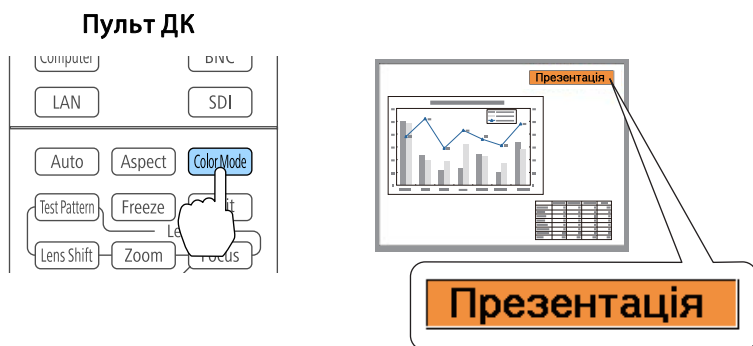 Пульт ДК
Computer BNC
LAN SDI
Auto Aspect Color Mode
Test Pattern Freeze
Lens Shift Zoom Focus
Презентація
Презентація